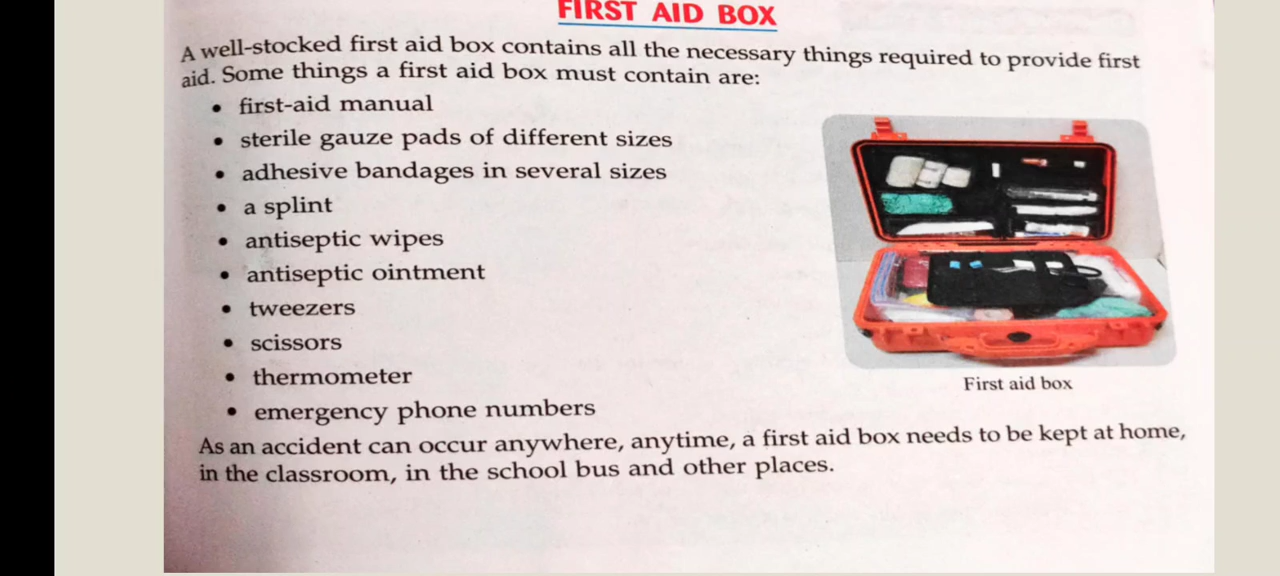 FIRST AID BOX
A well-stocked first aid box contains all the necessary things required to provide first
aid. Some things a first aid box must contain are:
• first-aid manual
• sterile gauze pads of different sizes
• adhesive bandages in several sizes
• a splint
• antiseptic wipes
• antiseptic ointment
• tweezers
• scissors
• thermometer
• emergency phone numbers
First aid box
As an accident can occur anywhere, anytime, a first aid box needs to be kept at home,
in the classroom, in the school bus and other places.